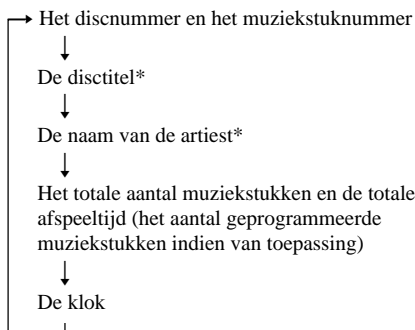 Het discnummer en het muziekstuknummer
De disctitel*
De naam van de artiest*
Het totale aantal muziekstukken en de totale
afspeeltijd (het aantal geprogrammeerde
muziekstukken indien van toepassing)
De klok